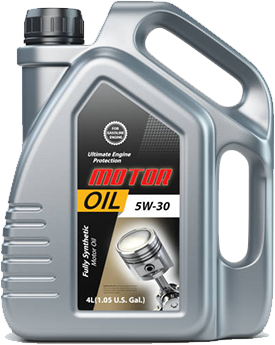 FOR
GASOLINE
ENGINE
Ultimate Engine
Protection
MOTOR
OIL 5W-30
Fully Synthetic
Motor Oil
4L(1.05 U.S. Gal.)